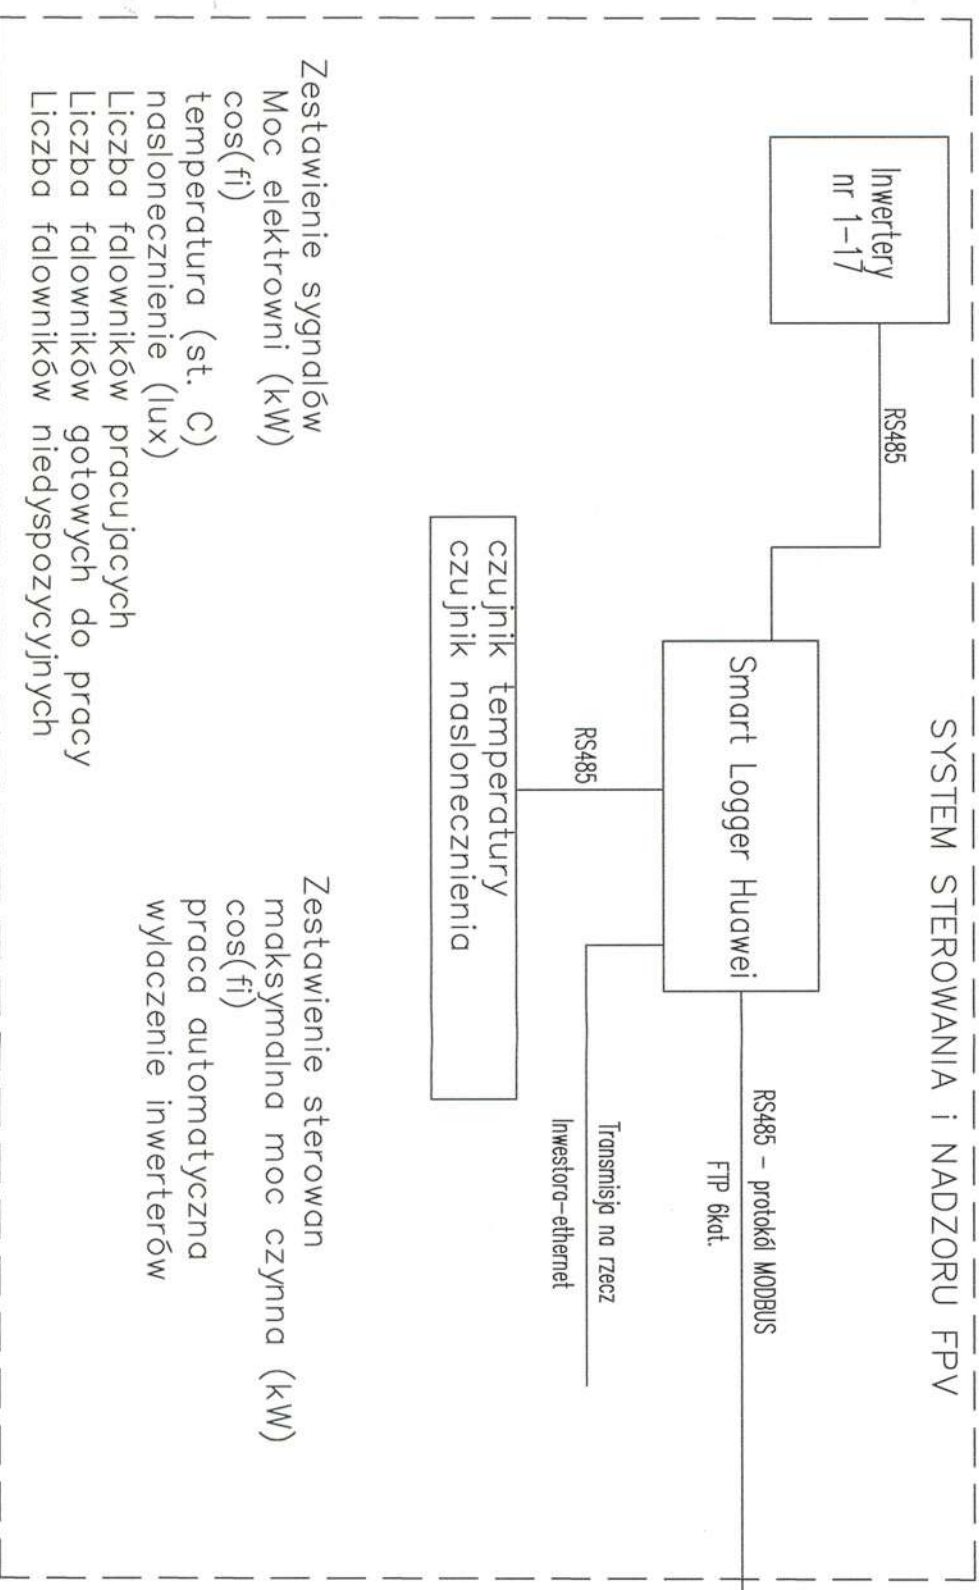 SYSTEM STEROWANIA i NADZORU FPV
Inwertery
nr 1-17
RS485
Smart Logger Huawei
RS485 - protokól MODBUS
FTP 6kat.
Transmisja na rzecz
Inwestora-ethernet
RS485
czujnik temperatury
czujnik naslonecznienia
Zestawienie sygnalów
Moc elektrowni (kW)
cos(fi)
temperatura (st. C)
naslonecznienie (lux)
Liczba falowników pracujacych
Liczba falowników gotowych do pracy
Liczba falowników niedyspozycyjnych
Zestawienie sterowan
maksymalna moc czynna (kW)
cos(fi)
praca automatyczna
wylaczenie inwerterów